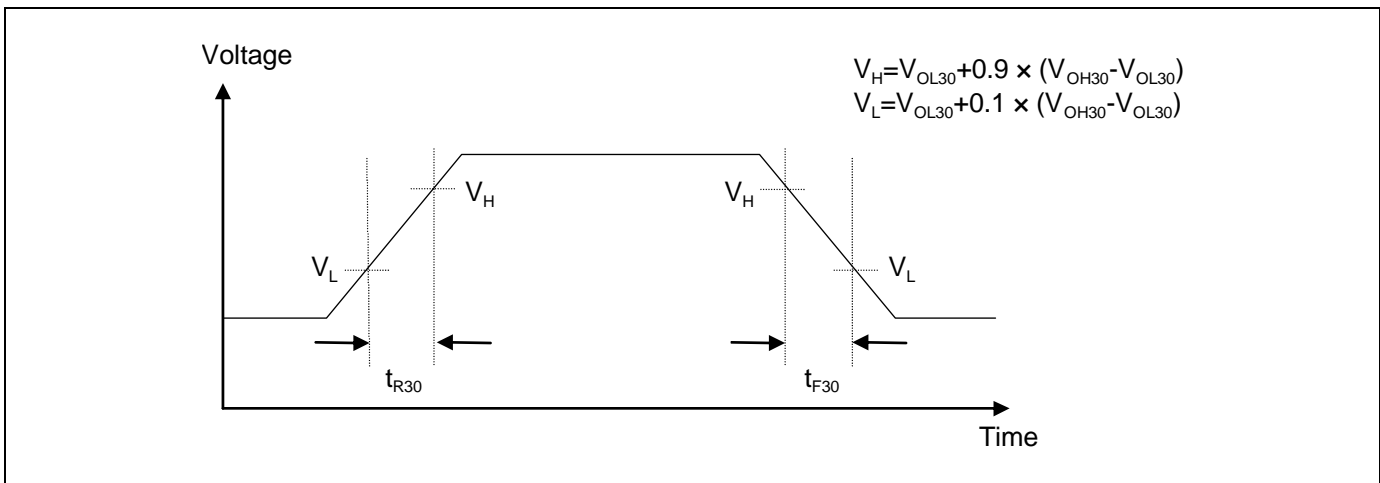 Voltage
V_H=V_OL30+0.9 × (V_OH30-V_OL30)
V_L=V_OL30+0.1 × (V_OH30-V_OL30)
V_H
V_H
V_L
V_L
t_R30
t_F30
Time